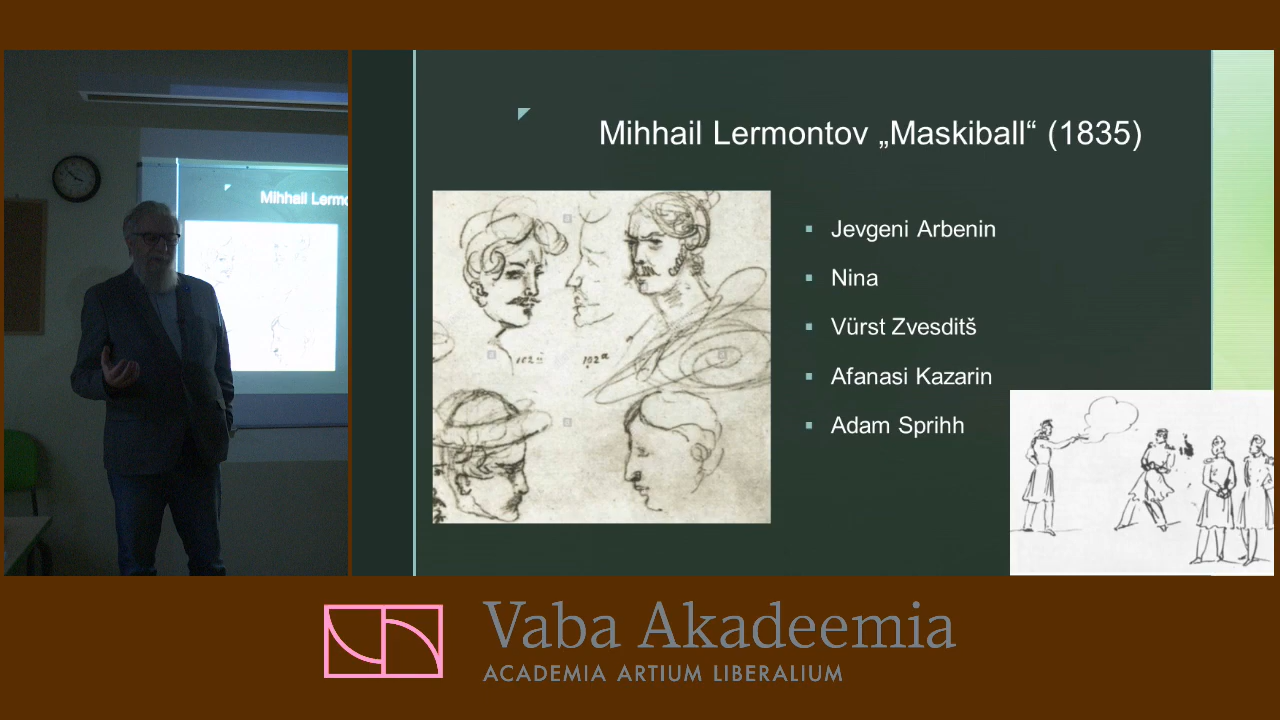 Mihhail Lermo
Mihhail Lermontov „Maskiball“ (1835)
Jevgeni Arbenin
Nina
Vürst Zvesditš
Afanasi Kazarin
Adam Sprihh
Vaba Akadeemia
ACADEMIA ARTIUM LIBERALIUM